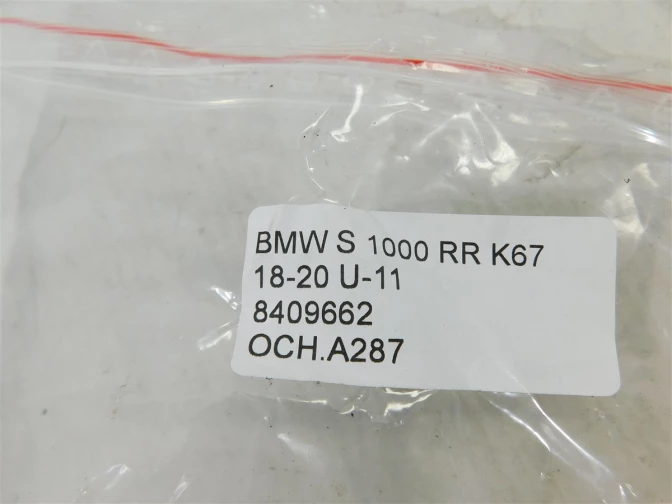 BMW S 1000 RR K67
18-20 U-11
8409662
OCH.A287